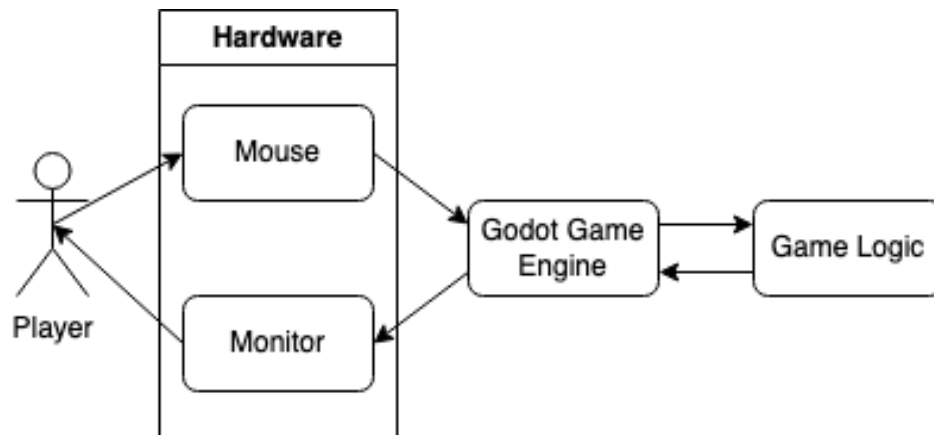 Hardware
Mouse
Godot Game
Engine
Game Logic
Player
Monitor